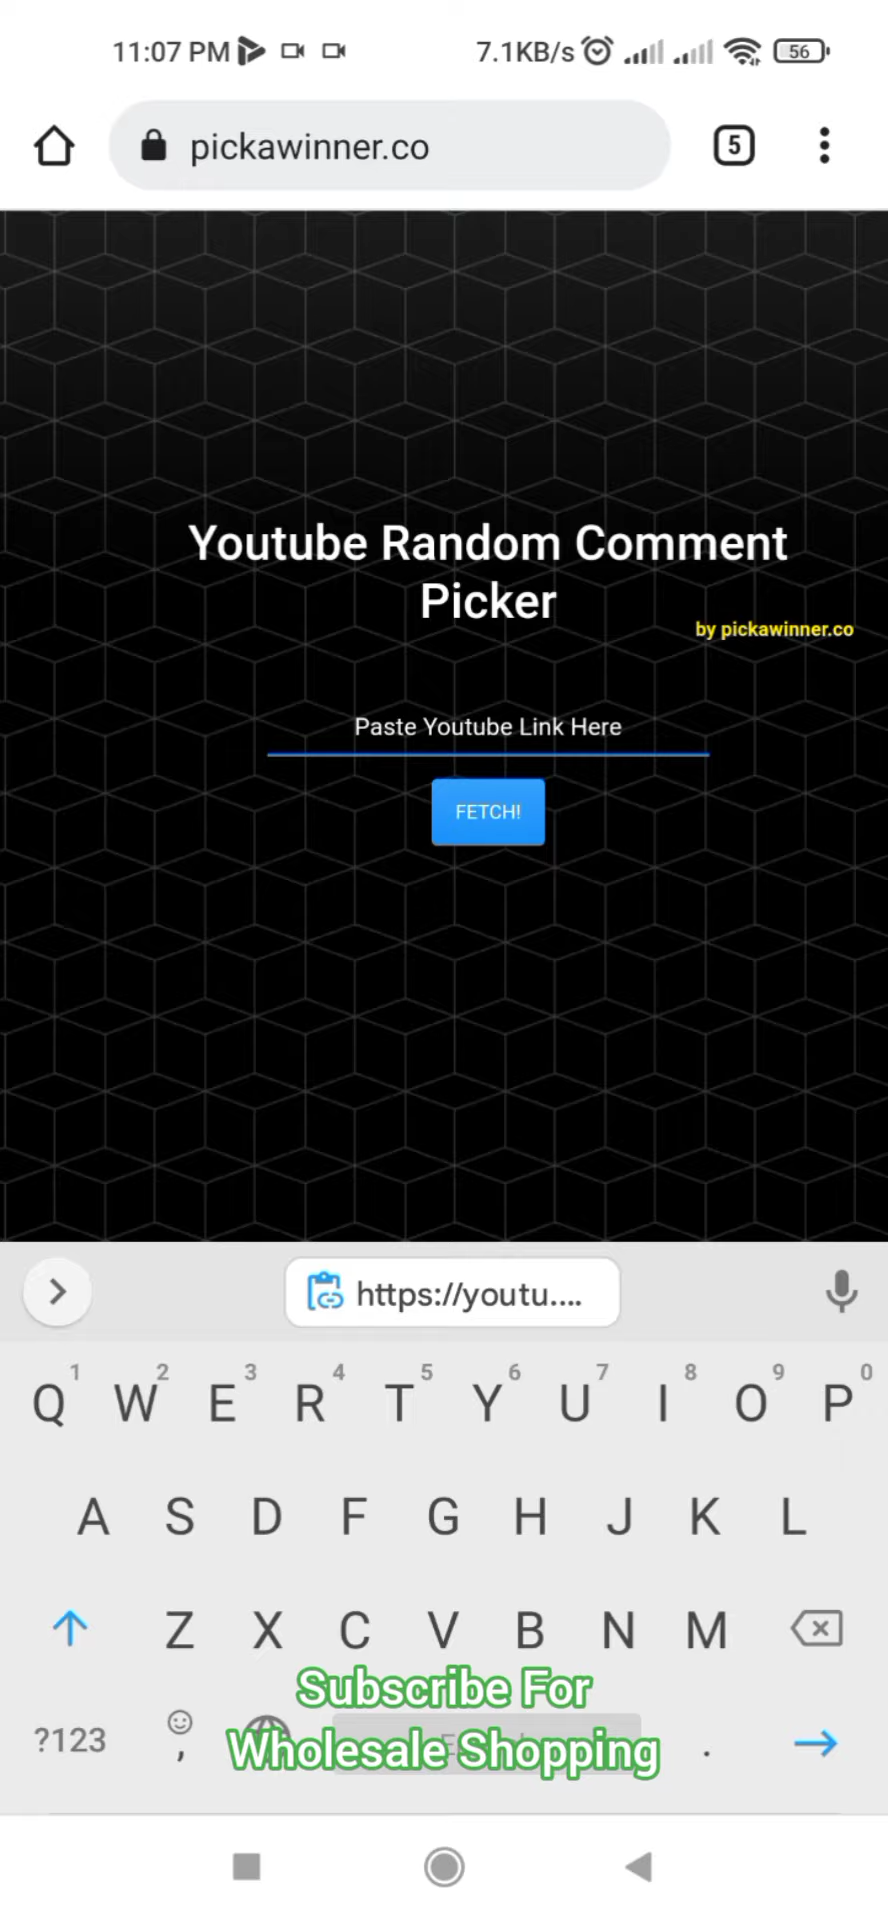 11:07 PM 7.1KB/s 56
pickawinner.co 5
Youtube Random Comment
Picker
by pickawinner.co
Paste Youtube Link Here
FETCH!
https://youtu....
1 2 3 4 5 6 7 8 9 0
Q W E R T Y U I O P
A S D F G H J K L
Z X C V B N M
Subscribe For
?123 , .
Wholesale Shopping